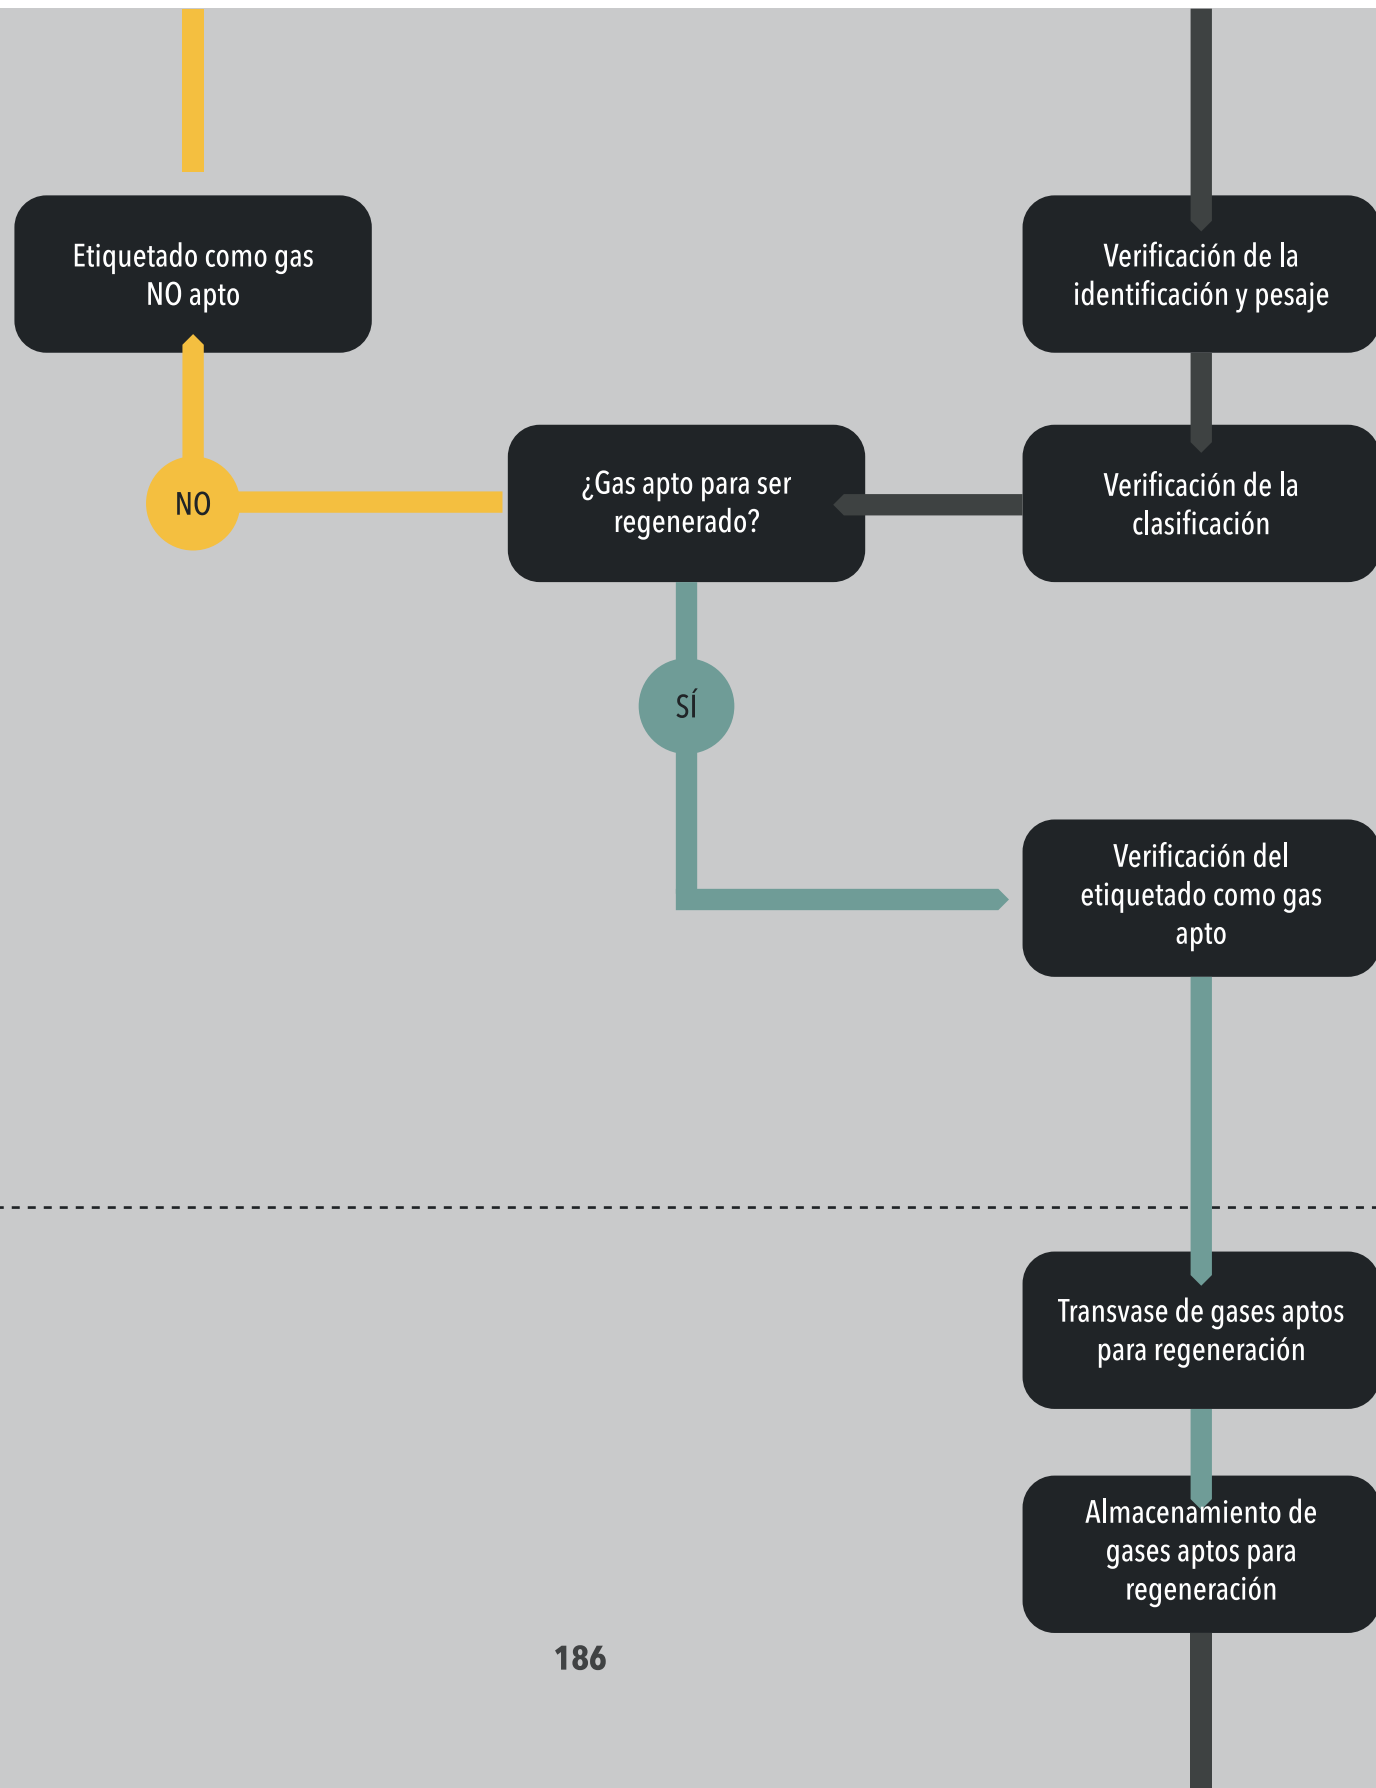 Etiquetado como gas
NO apto
Verificación de la
identificación y pesaje
NO
¿Gas apto para ser
regenerado?
Verificación de la
clasificación
SÍ
Verificación del
etiquetado como gas
apto
Transvase de gases aptos
para regeneración
Almacenamiento de
gases aptos para
regeneración
186